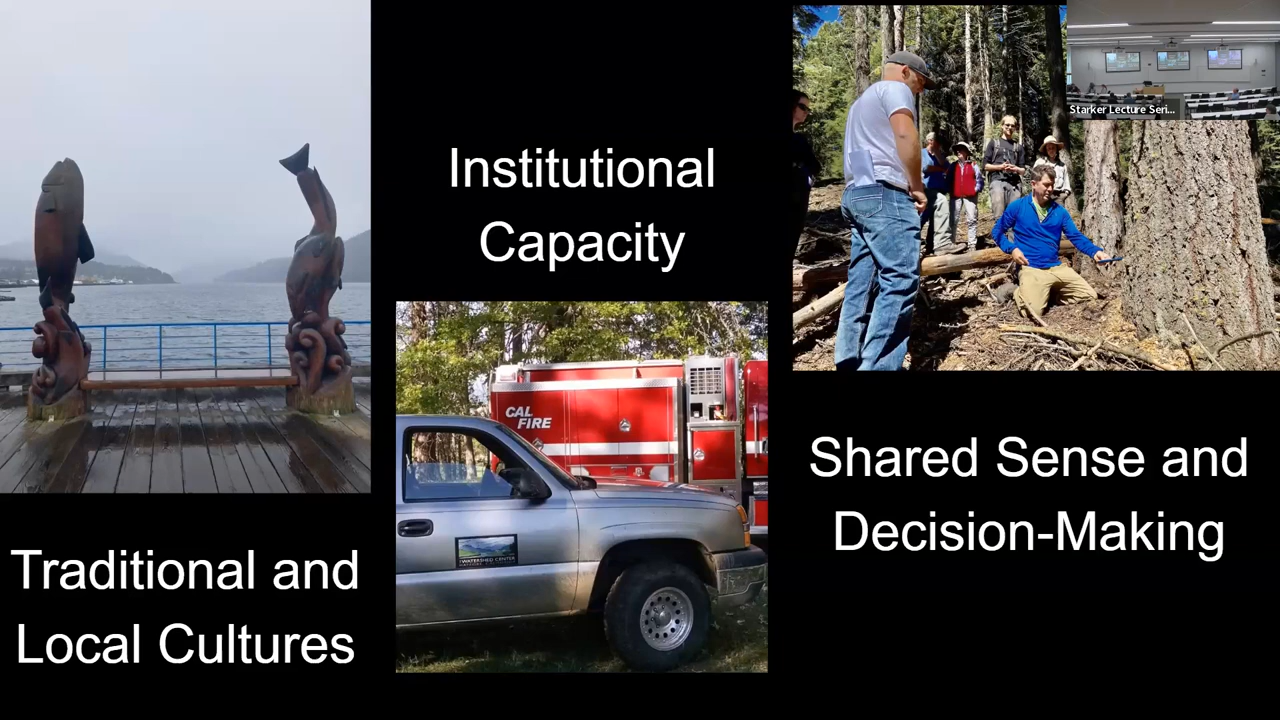 Traditional and
Local Cultures
Institutional
Capacity
CAL
FIRE
WATERSHED CENTER
Shared Sense and
Decision-Making
Starker Lecture Seri...